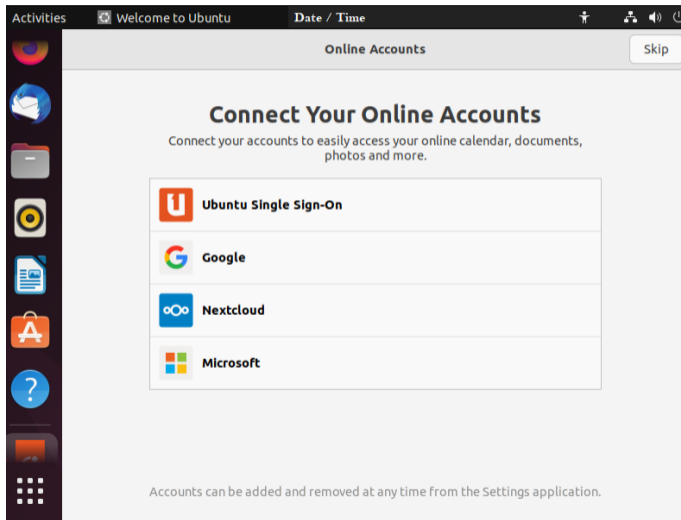 Activities
Welcome to Ubuntu
Date / Time
Online Accounts
Skip
Connect Your Online Accounts
Connect your accounts to easily access your online calendar, documents,
photos and more.
Ubuntu Single Sign-On
Google
Nextcloud
Microsoft
Accounts can be added and removed at any time from the Settings application.